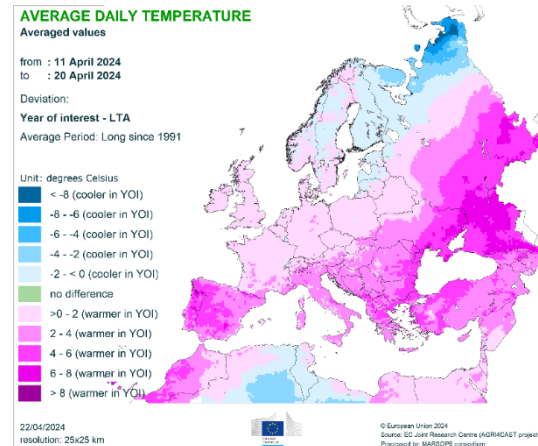 AVERAGE DAILY TEMPERATURE
Averaged values
from : 11 April 2024
to : 20 April 2024
Deviation:
Year of interest - LTA
Average Period: Long since 1991
Unit: degrees Celsius
< -8 (cooler in YOI)
-8 - -6 (cooler in YOI)
-6 - -4 (cooler in YOI)
-4 - -2 (cooler in YOI)
-2 - <0 (cooler in YOI)
no difference
>0 - 2 (warmer in YOI)
2 - 4 (warmer in YOI)
4 - 6 (warmer in YOI)
6 - 8 (warmer in YOI)
> 8 (warmer in YOI)
22/04/2024
resolution: 25x25 km
© European Union 2024
Source: EC Joint Research Centre (AGRI4CAST project
Processed by: MARSOP6 consortium